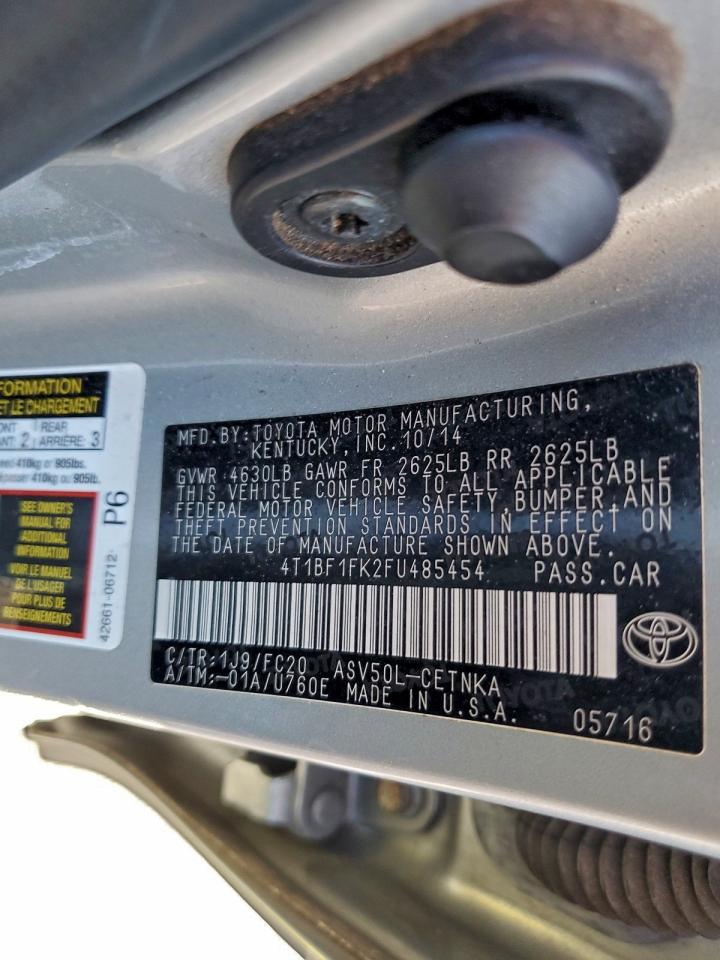 FORMATION
ET LE CHARGEMENT
REAR
2 ARRIÈRE: 3
410kg or 905lbs.
410 kg ou 905lb.
SEE OWNER'S
MANUAL FOR
ADDITIONAL
INFORMATION
VOIR LE MANUEL
DE L'USAGER
POUR PLUS DE
RENSEIGNEMENTS
42661-06712 P6
MFD.BY:TOYOTA MOTOR MANUFACTURING,
KENTUCKY,INC.10/14
GVWR 4630LB GAWR FR 2625LB RR 2625LB
THIS VEHICLE CONFORMS TO ALL APPLICABLE
FEDERAL MOTOR VEHICLE SAFETY,BUMPER,AND
THEFT PREVENTION STANDARDS IN EFFECT ON
THE DATE OF MANUFACTURE SHOWN ABOVE.
4T1BF1FK2FU485454 PASS.CAR
C/TR:1J9/FC20 ASV50L-CETNKA
A/TM:-01A/U760E MADE IN U.S.A. 05716